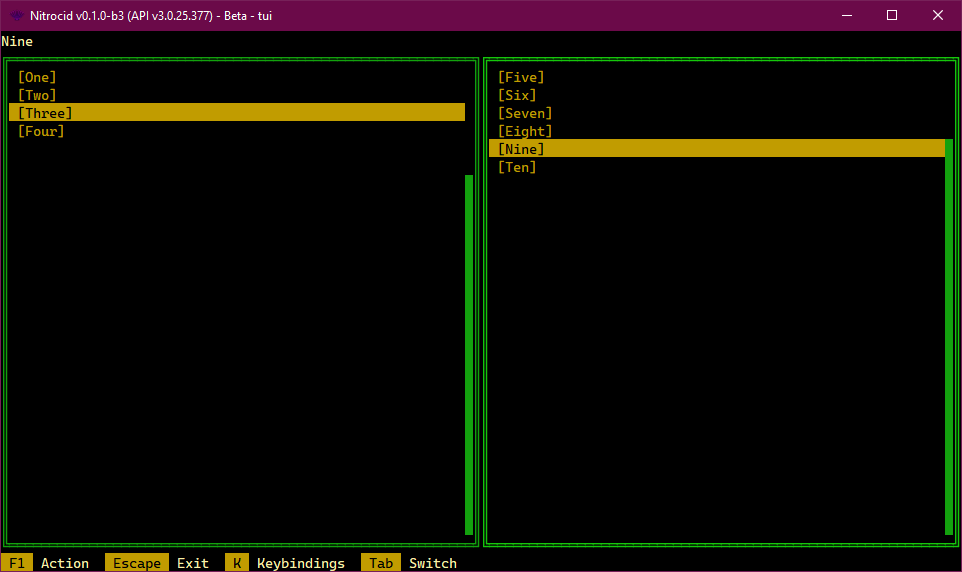 Nitrocid v0.1.0-b3 (API v3.0.25.377) - Beta - tui
Nine
[One]
[Two]
[Three]
[Four]
[Five]
[Six]
[Seven]
[Eight]
[Nine]
[Ten]
F1 Action Escape Exit K Keybindings Tab Switch